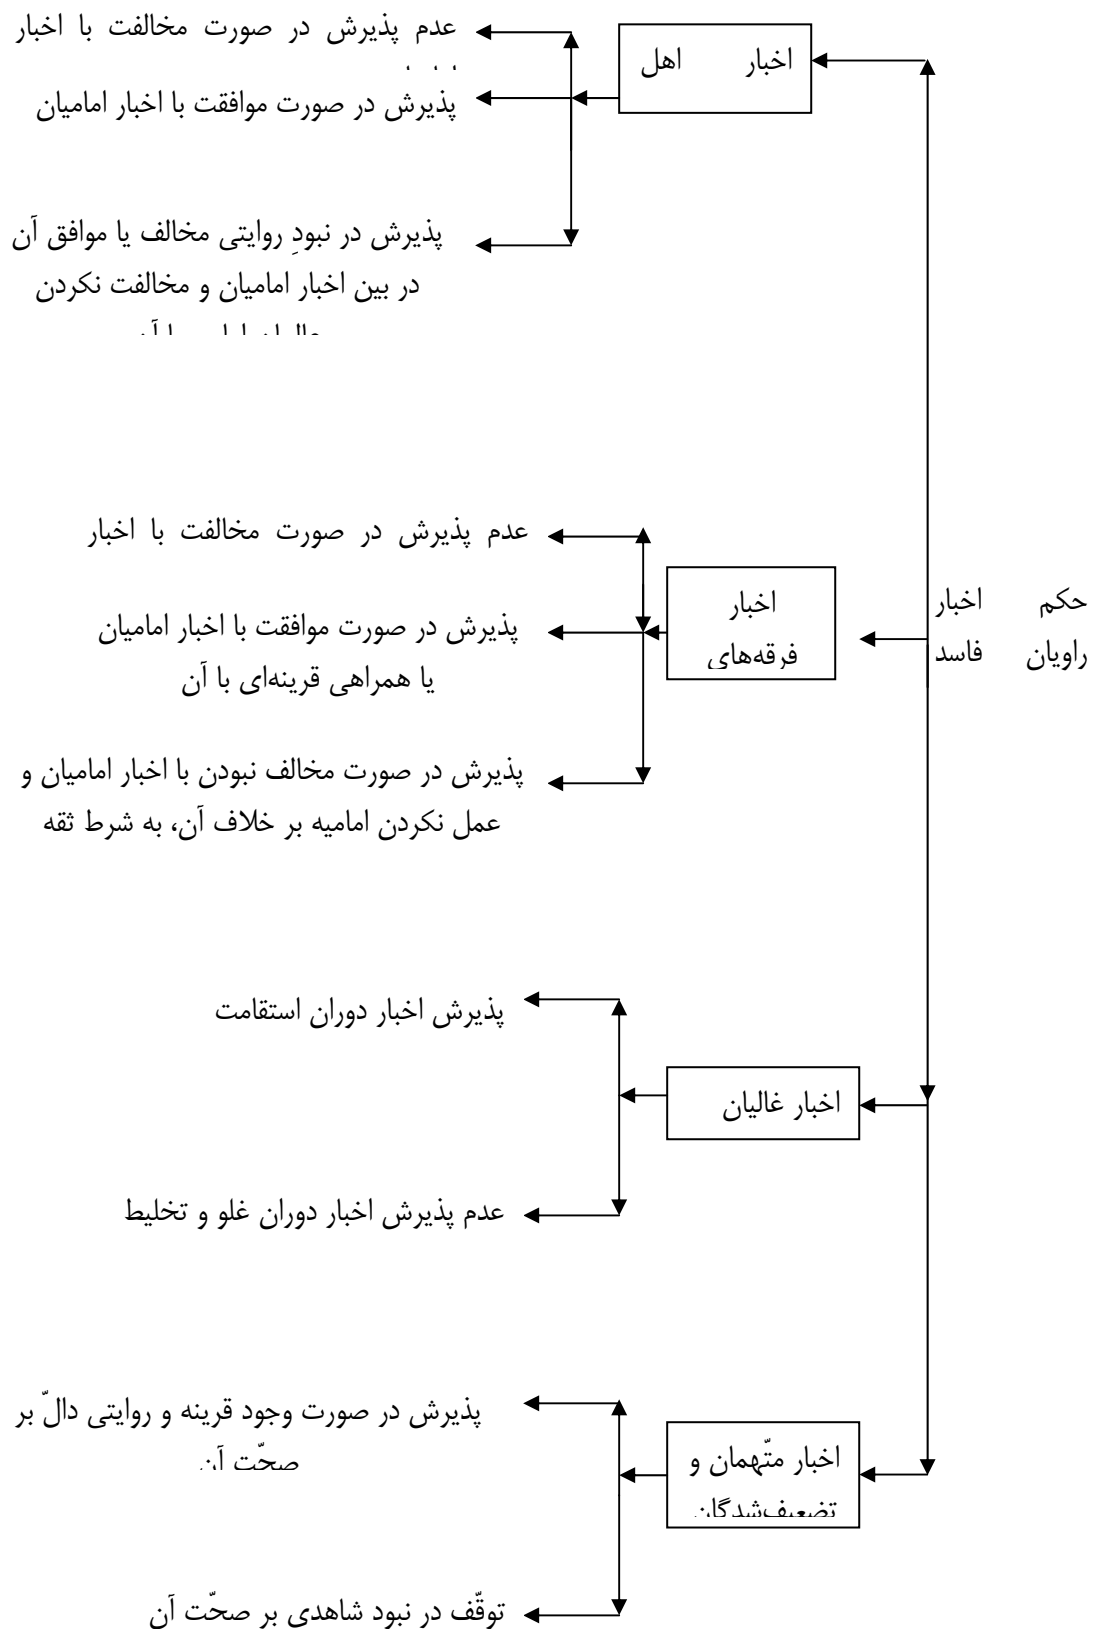 حکم اخبار
راویان فاسد
اخبار اهل
عدم پذیرش در صورت مخالفت با اخبار
پذیرش در صورت موافقت با اخبار امامیان
پذیرش در نبودِ روایتی مخالف یا موافق آن
در بین اخبار امامیان و مخالفت نکردن
اخبار
فرقه‌های
عدم پذیرش در صورت مخالفت با اخبار
پذیرش در صورت موافقت با اخبار امامیان
یا همراهی قرینه‌ای با آن
پذیرش در صورت مخالف نبودن با اخبار امامیان و
عمل نکردن امامیه بر خلاف آن، به شرط ثقه
اخبار غالیان
پذیرش اخبار دوران استقامت
عدم پذیرش اخبار دوران غلو و تخلیط
اخبار متّهمان و
تضعیف‌شدگان
پذیرش در صورت وجود قرینه و روایتی دالّ بر
صحّت آن
توقّف در نبود شاهدی بر صحّت آن